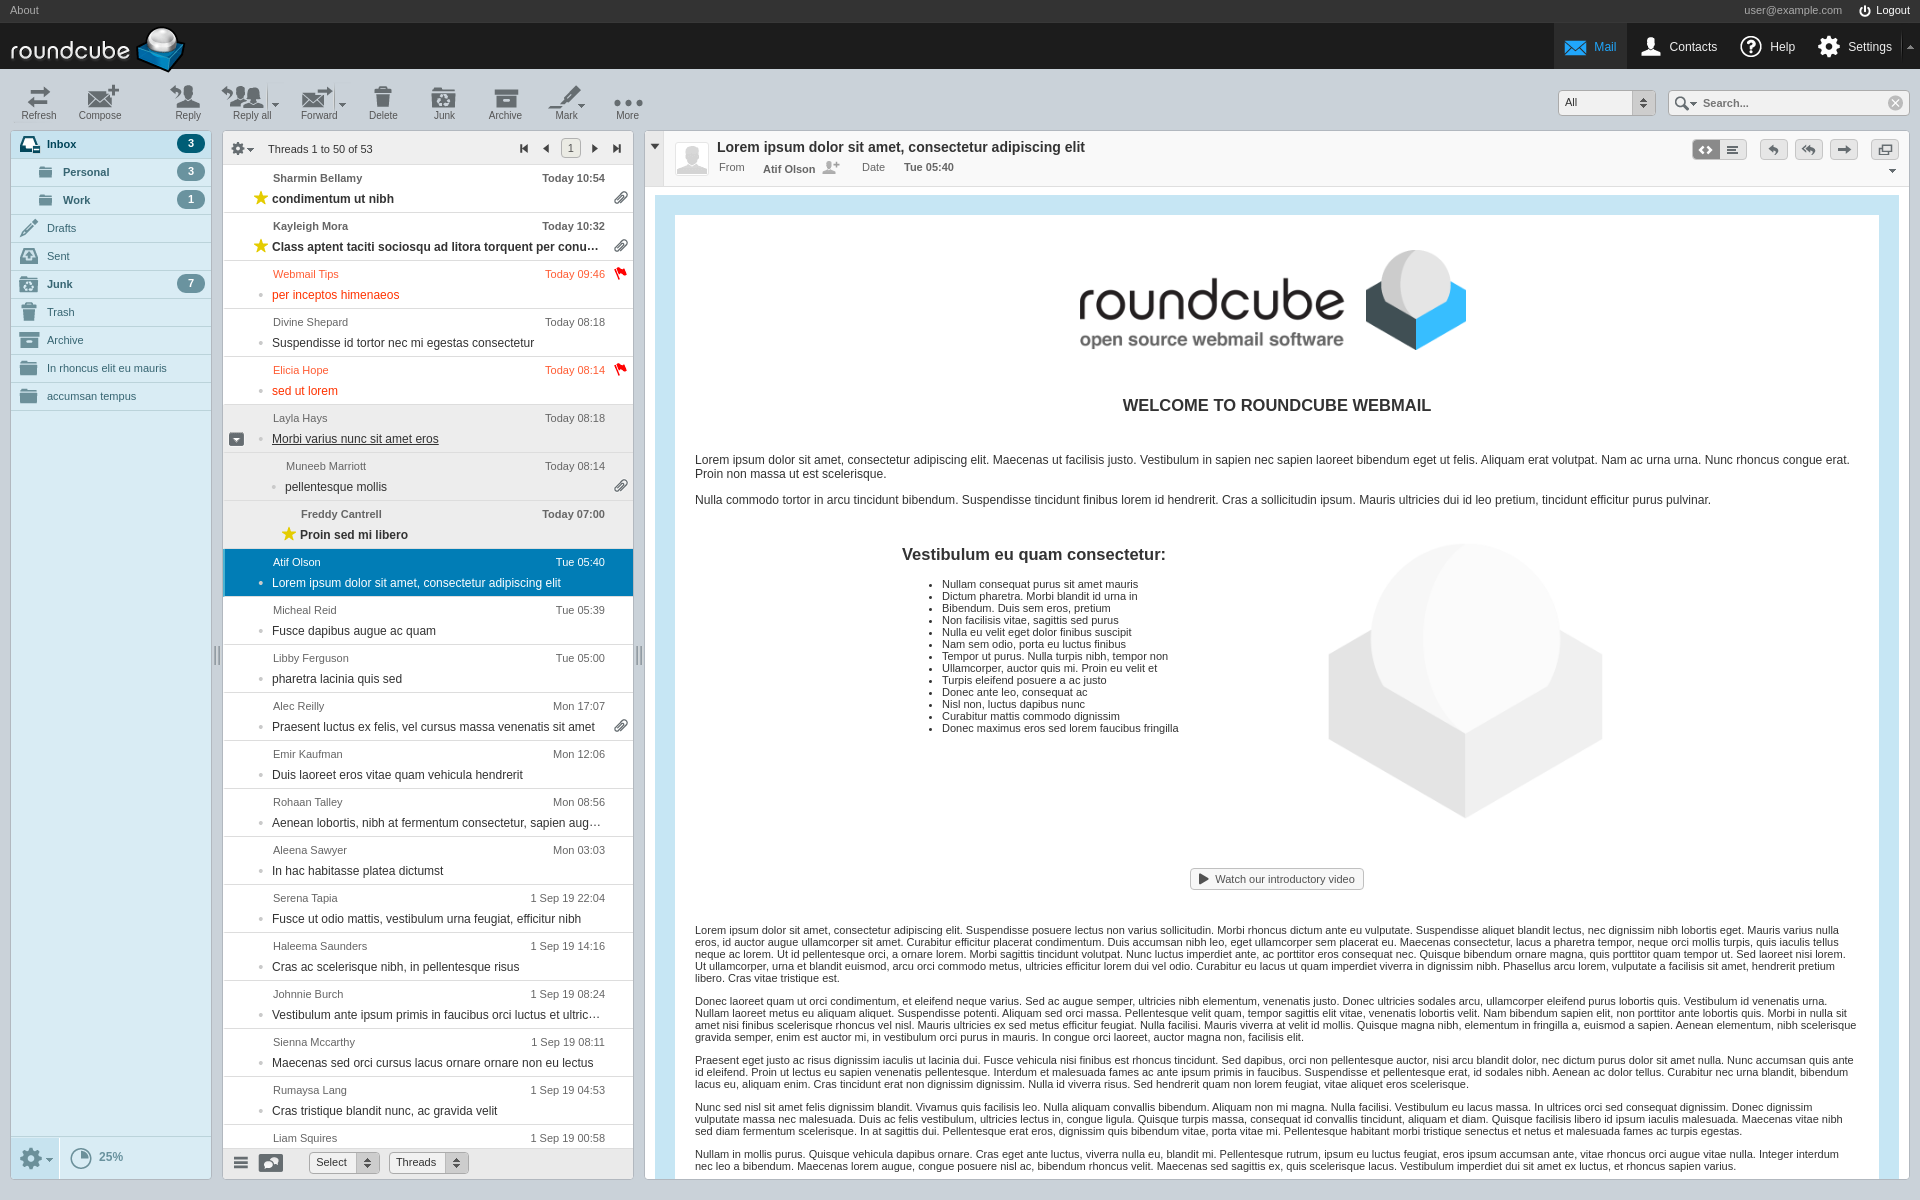 About
user@example.com
Logout
roundcube
Mail
Contacts
Help
Settings
Refresh
Compose
Reply
Reply all
Forward
Delete
Junk
Archive
Mark
More
All
Search...
Inbox 3
Personal 3
Work 1
Drafts
Sent
Junk 7
Trash
Archive
In rhoncus elit eu mauris
accumsan tempus
25%
Threads 1 to 50 of 53
1
Sharmin Bellamy Today 10:54
condimentum ut nibh
Kayleigh Mora Today 10:32
Class aptent taciti sociosqu ad litora torquent per conu…
Webmail Tips Today 09:46
per inceptos himenaeos
Divine Shepard Today 08:18
Suspendisse id tortor nec mi egestas consectetur
Elicia Hope Today 08:14
sed ut lorem
Layla Hays Today 08:18
Morbi varius nunc sit amet eros
Muneeb Marriott Today 08:14
pellentesque mollis
Freddy Cantrell Today 07:00
Proin sed mi libero
Atif Olson Tue 05:40
Lorem ipsum dolor sit amet, consectetur adipiscing elit
Micheal Reid Tue 05:39
Fusce dapibus augue ac quam
Libby Ferguson Tue 05:00
pharetra lacinia quis sed
Alec Reilly Mon 17:07
Praesent luctus ex felis, vel cursus massa venenatis sit amet
Emir Kaufman Mon 12:06
Duis laoreet eros vitae quam vehicula hendrerit
Rohaan Talley Mon 08:56
Aenean lobortis, nibh at fermentum consectetur, sapien aug…
Aleena Sawyer Mon 03:03
In hac habitasse platea dictumst
Serena Tapia 1 Sep 19 22:04
Fusce ut odio mattis, vestibulum urna feugiat, efficitur nibh
Haleema Saunders 1 Sep 19 14:16
Cras ac scelerisque nibh, in pellentesque risus
Johnnie Burch 1 Sep 19 08:24
Vestibulum ante ipsum primis in faucibus orci luctus et ultric…
Sienna Mccarthy 1 Sep 19 08:11
Maecenas sed orci cursus lacus ornare ornare non eu lectus
Rumaysa Lang 1 Sep 19 04:53
Cras tristique blandit nunc, ac gravida velit
Liam Squires 1 Sep 19 00:58
Select
Threads
Lorem ipsum dolor sit amet, consectetur adipiscing elit
From Atif Olson Date Tue 05:40
roundcube
open source webmail software
WELCOME TO ROUNDCUBE WEBMAIL
Lorem ipsum dolor sit amet, consectetur adipiscing elit. Maecenas ut facilisis justo. Vestibulum in sapien nec sapien laoreet bibendum eget ut felis. Aliquam erat volutpat. Nam ac urna urna. Nunc rhoncus congue erat.
Proin non massa ut est scelerisque.
Nulla commodo tortor in arcu tincidunt bibendum. Suspendisse tincidunt finibus lorem id hendrerit. Cras a sollicitudin ipsum. Mauris ultricies dui id leo pretium, tincidunt efficitur purus pulvinar.
Vestibulum eu quam consectetur:
• Nullam consequat purus sit amet mauris
• Dictum pharetra. Morbi blandit id urna in
• Bibendum. Duis sem eros, pretium
• Non facilisis vitae, sagittis sed purus
• Nulla eu velit eget dolor finibus suscipit
• Nam sem odio, porta eu luctus finibus
• Tempor ut purus. Nulla turpis nibh, tempor non
• Ullamcorper, auctor quis mi. Proin eu velit et
• Turpis eleifend posuere a ac justo
• Donec ante leo, consequat ac
• Nisl non, luctus dapibus nunc
• Curabitur mattis commodo dignissim
• Donec maximus eros sed lorem faucibus fringilla
Watch our introductory video
Lorem ipsum dolor sit amet, consectetur adipiscing elit. Suspendisse posuere lectus non varius sollicitudin. Morbi rhoncus dictum ante eu vulputate. Suspendisse aliquet blandit lectus, nec dignissim nibh lobortis eget. Mauris varius nulla
eros, id auctor augue ullamcorper sit amet. Curabitur efficitur placerat condimentum. Duis accumsan nibh leo, eget ullamcorper sem placerat eu. Maecenas consectetur, lacus a pharetra tempor, neque orci mollis turpis, quis iaculis tellus
neque ac lorem. Ut id pellentesque orci, a ornare lorem. Morbi sagittis tincidunt volutpat. Nunc luctus imperdiet ante, ac porttitor eros consequat nec. Quisque bibendum ornare magna, quis porttitor quam tempor ut. Sed laoreet nisi lorem.
Ut ullamcorper, urna et blandit euismod, arcu orci commodo metus, ultricies efficitur lorem dui vel odio. Curabitur eu lacus ut quam imperdiet viverra in dignissim nibh. Phasellus arcu lorem, vulputate a facilisis sit amet, hendrerit pretium
libero. Cras vitae tristique est.
Donec laoreet quam ut orci condimentum, et eleifend neque varius. Sed ac augue semper, ultricies nibh elementum, venenatis justo. Donec ultricies sodales arcu, ullamcorper eleifend purus lobortis quis. Vestibulum id venenatis urna.
Nullam laoreet metus eu aliquam aliquet. Suspendisse potenti. Aliquam sed orci massa. Pellentesque velit quam, tempor sagittis elit vitae, venenatis lobortis velit. Nam bibendum sapien elit, non porttitor ante lobortis quis. Morbi in nulla sit
amet nisi finibus scelerisque rhoncus vel nisl. Mauris ultricies ex sed metus efficitur feugiat. Nulla facilisi. Mauris viverra at velit id mollis. Quisque magna nibh, elementum in fringilla a, euismod a sapien. Aenean elementum, nibh scelerisque
gravida semper, enim est auctor mi, in vestibulum orci purus in mauris. In congue orci laoreet, auctor magna non, facilisis elit.
Praesent eget justo ac risus dignissim iaculis ut lacinia dui. Fusce vehicula nisi finibus est rhoncus tincidunt. Sed dapibus, orci non pellentesque auctor, nisi arcu blandit dolor, nec dictum purus dolor sit amet nulla. Nunc accumsan quis ante
id eleifend. Proin ut lectus eu sapien venenatis pellentesque. Interdum et malesuada fames ac ante ipsum primis in faucibus. Suspendisse et pellentesque erat, id sodales nibh. Aenean ac dolor tellus. Curabitur nec urna blandit, bibendum
lacus eu, aliquam enim. Cras tincidunt erat non dignissim dignissim. Nulla id viverra risus. Sed hendrerit quam non lorem feugiat, vitae aliquet eros scelerisque.
Nunc sed nisl sit amet felis dignissim blandit. Vivamus quis facilisis leo. Nulla aliquam convallis bibendum. Aliquam non mi magna. Nulla facilisi. Vestibulum eu lacus massa. In ultrices orci sed consequat dignissim. Donec dignissim
vulputate massa nec malesuada. Duis ac felis vestibulum, ultricies lectus in, congue ligula. Quisque turpis massa, consequat id convallis tincidunt, aliquam et diam. Quisque facilisis libero id ipsum iaculis malesuada. Maecenas vitae nibh
sed diam fermentum scelerisque. In at sagittis dui. Pellentesque erat eros, dignissim quis bibendum vitae, porta vitae mi. Pellentesque habitant morbi tristique senectus et netus et malesuada fames ac turpis egestas.
Nullam in mollis purus. Quisque vehicula dapibus ornare. Cras eget ante luctus, viverra nulla eu, blandit mi. Pellentesque rutrum, ipsum eu luctus feugiat, eros ipsum accumsan ante, vitae rhoncus orci augue vitae nulla. Integer interdum
nec leo a bibendum. Maecenas lorem augue, congue posuere nisl ac, bibendum rhoncus velit. Maecenas sed sagittis ex, quis scelerisque lacus. Vestibulum imperdiet dui sit amet ex luctus, et rhoncus sapien varius.